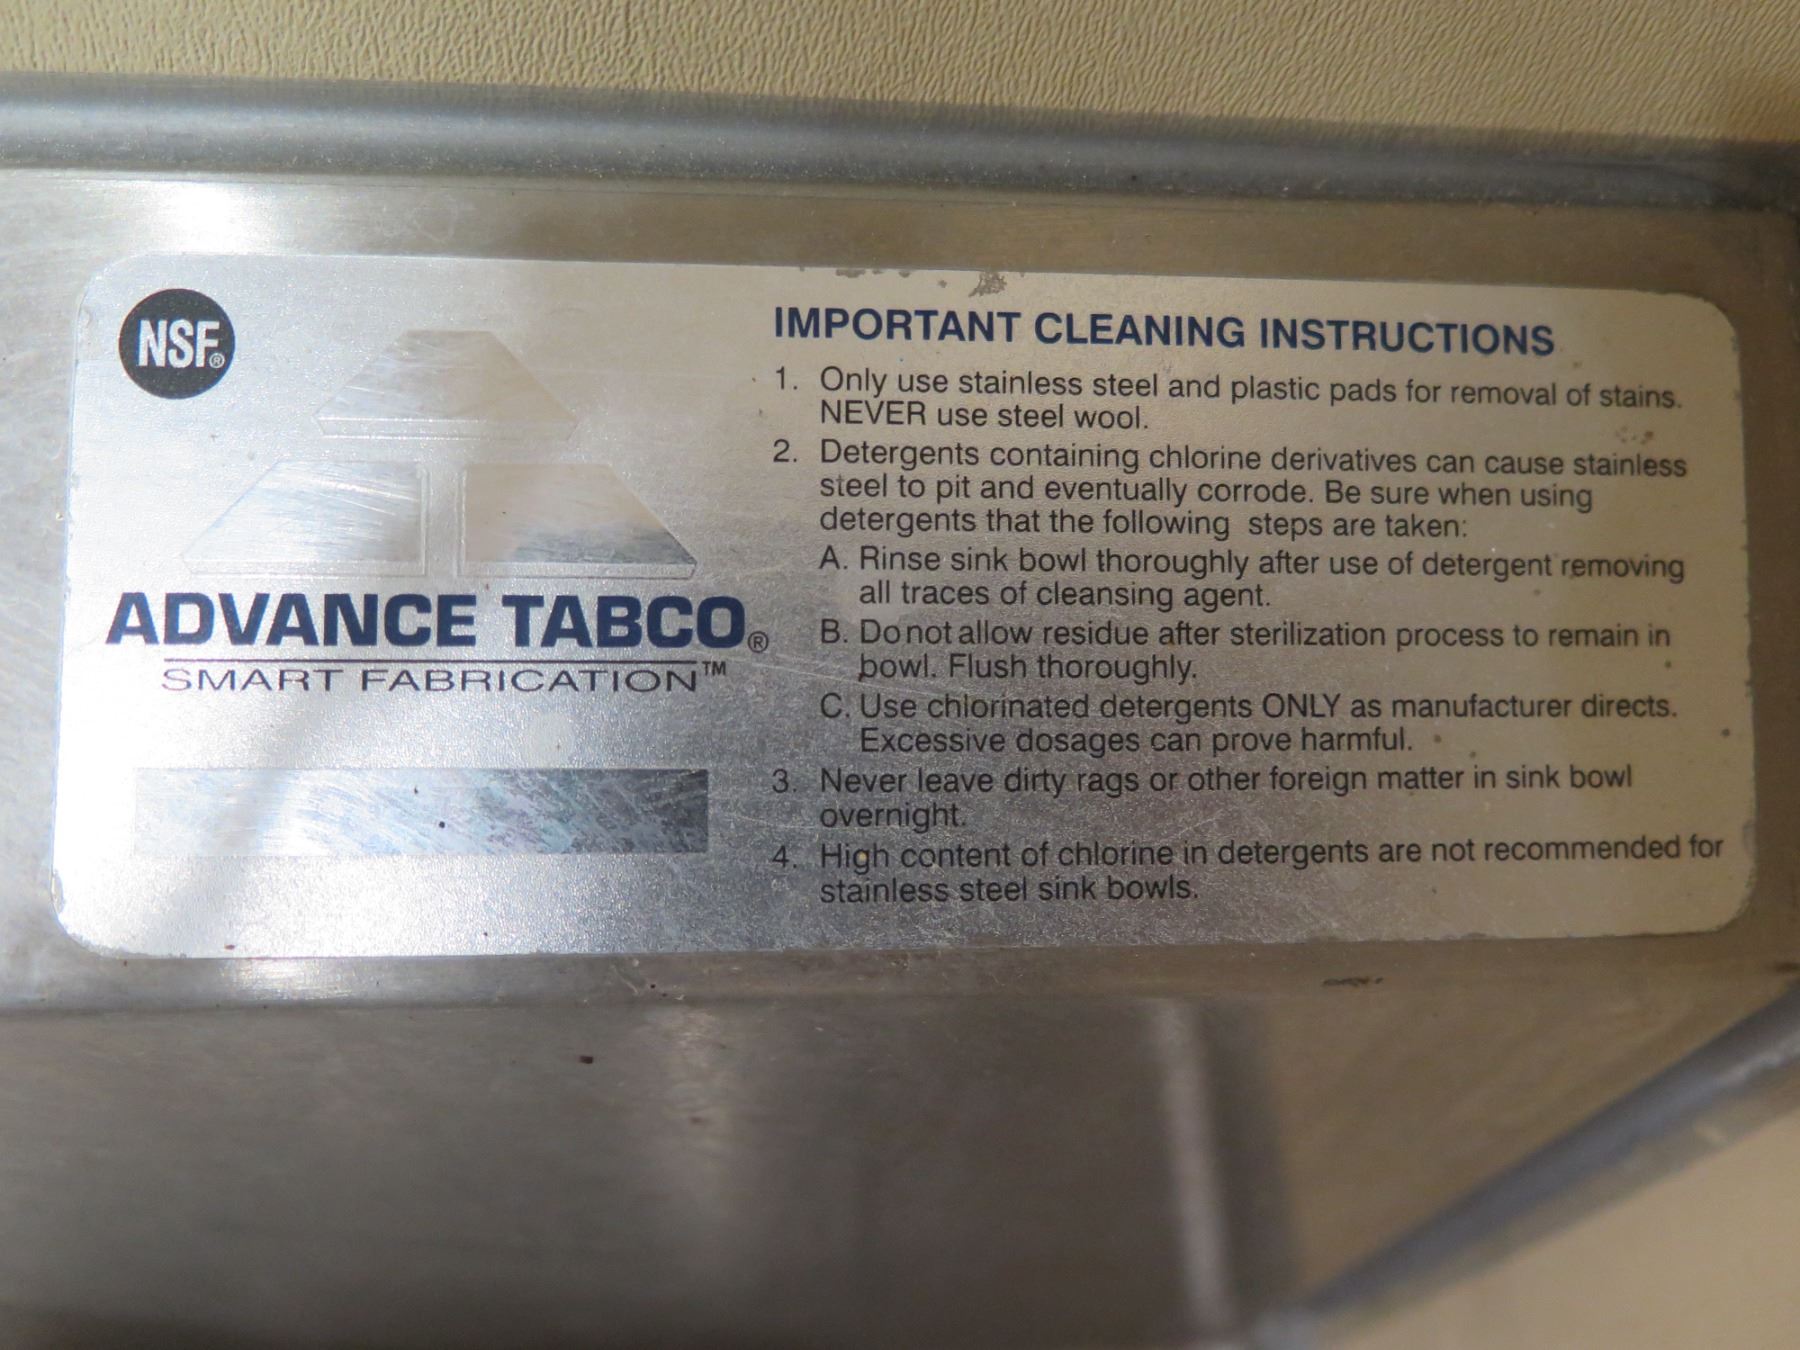 NSF®
ADVANCE TABCO®
SMART FABRICATION™
IMPORTANT CLEANING INSTRUCTIONS
1. Only use stainless steel and plastic pads for removal of stains.
NEVER use steel wool.
2. Detergents containing chlorine derivatives can cause stainless
steel to pit and eventually corrode. Be sure when using
detergents that the following steps are taken:
A. Rinse sink bowl thoroughly after use of detergent removing
all traces of cleansing agent.
B. Do not allow residue after sterilization process to remain in
bowl. Flush thoroughly.
C. Use chlorinated detergents ONLY as manufacturer directs.
Excessive dosages can prove harmful.
3. Never leave dirty rags or other foreign matter in sink bowl
overnight.
4. High content of chlorine in detergents are not recommended for
stainless steel sink bowls.